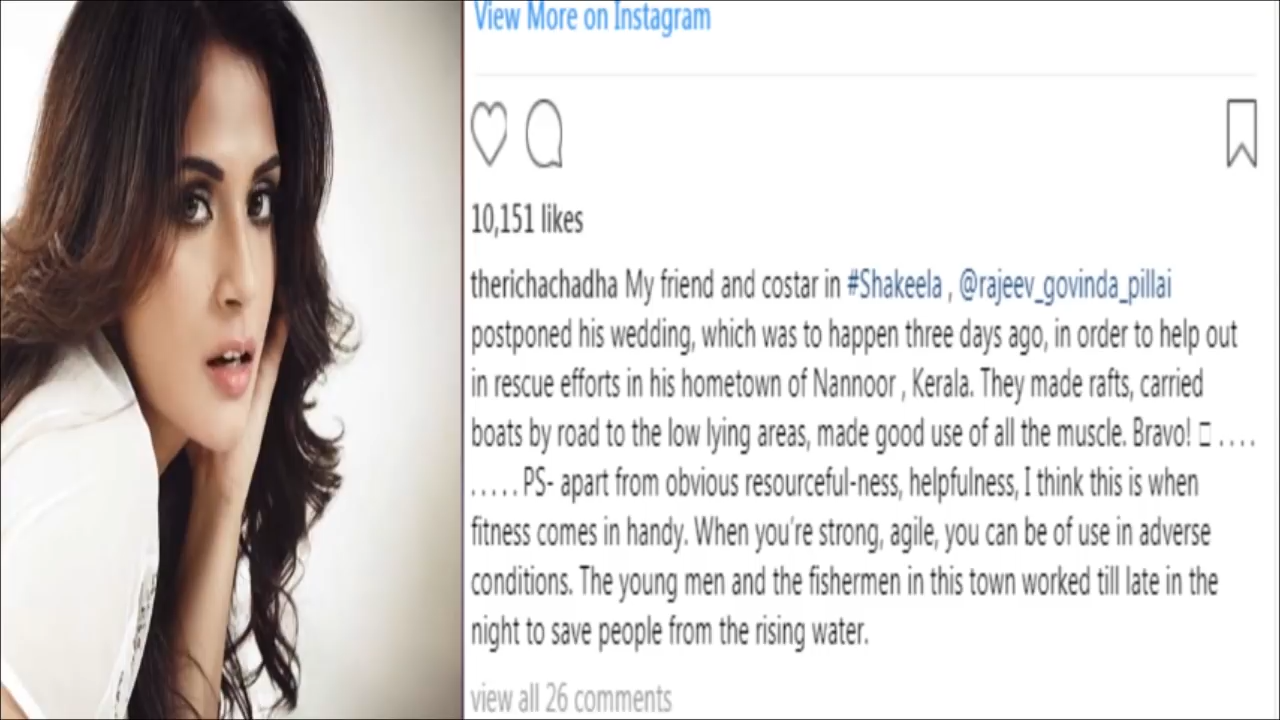 View More on Instagram
10,151 likes
therichachadha My friend and costar in #Shakeela , @rajeev_govinda_pillai
postponed his wedding, which was to happen three days ago, in order to help out
in rescue efforts in his hometown of Nannoor , Kerala. They made rafts, carried
boats by road to the low lying areas, made good use of all the muscle. Bravo! □ . . . .
. . . . . PS- apart from obvious resourceful-ness, helpfulness, I think this is when
fitness comes in handy. When you're strong, agile, you can be of use in adverse
conditions. The young men and the fishermen in this town worked till late in the
night to save people from the rising water.
view all 26 comments